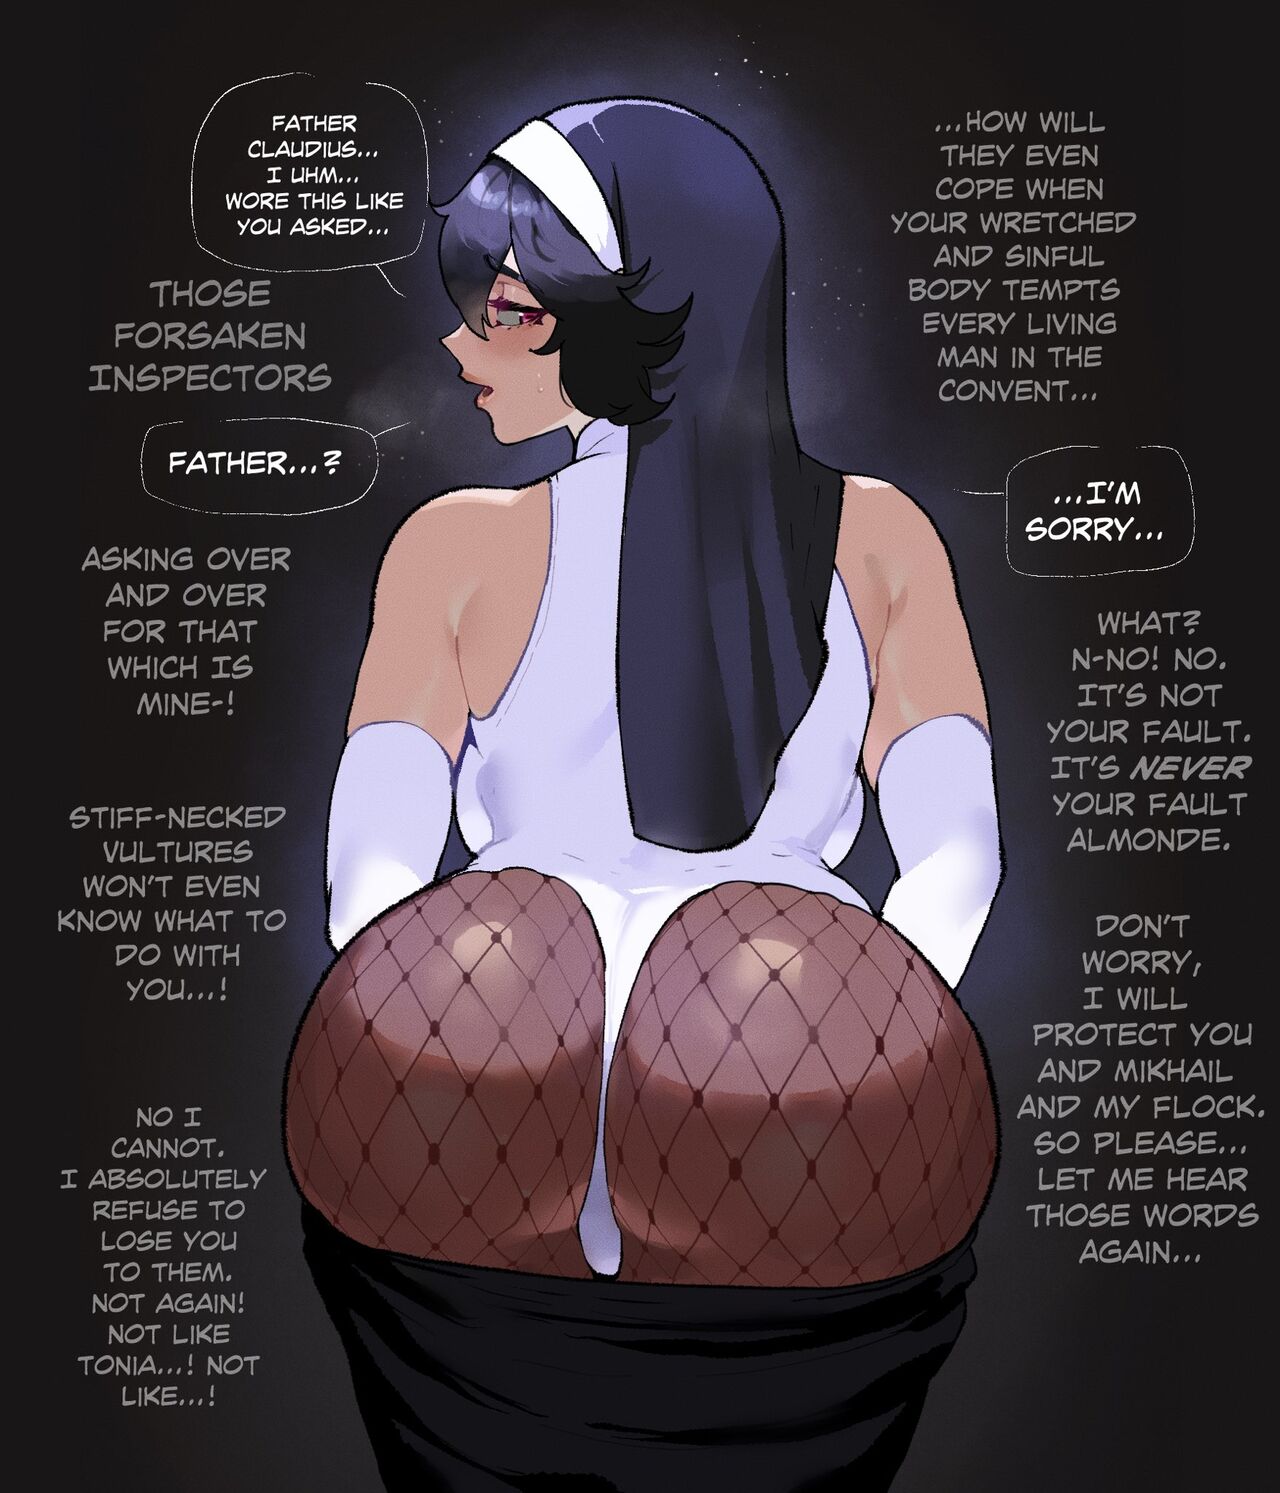 FATHER
CLAUDIUS...
I UHM...
WORE THIS LIKE
YOU ASKED...
THOSE
FORSAKEN
INSPECTORS
FATHER...?
ASKING OVER
AND OVER
FOR THAT
WHICH IS
MINE-!
STIFF-NECKED
VULTURES
WON'T EVEN
KNOW WHAT TO
DO WITH
YOU...!
NO I
CANNOT.
I ABSOLUTELY
REFUSE TO
LOSE YOU
TO THEM.
NOT AGAIN!
NOT LIKE
TONIA...! NOT
LIKE...!
...HOW WILL
THEY EVEN
COPE WHEN
YOUR WRETCHED
AND SINFUL
BODY TEMPTS
EVERY LIVING
MAN IN THE
CONVENT...
...I'M
SORRY...
WHAT?
N-NO! NO.
IT'S NOT
YOUR FAULT.
IT'S NEVER
YOUR FAULT
ALMONDE.
DON'T
WORRY,
I WILL
PROTECT YOU
AND MIKHAIL
AND MY FLOCK.
SO PLEASE...
LET ME HEAR
THOSE WORDS
AGAIN...